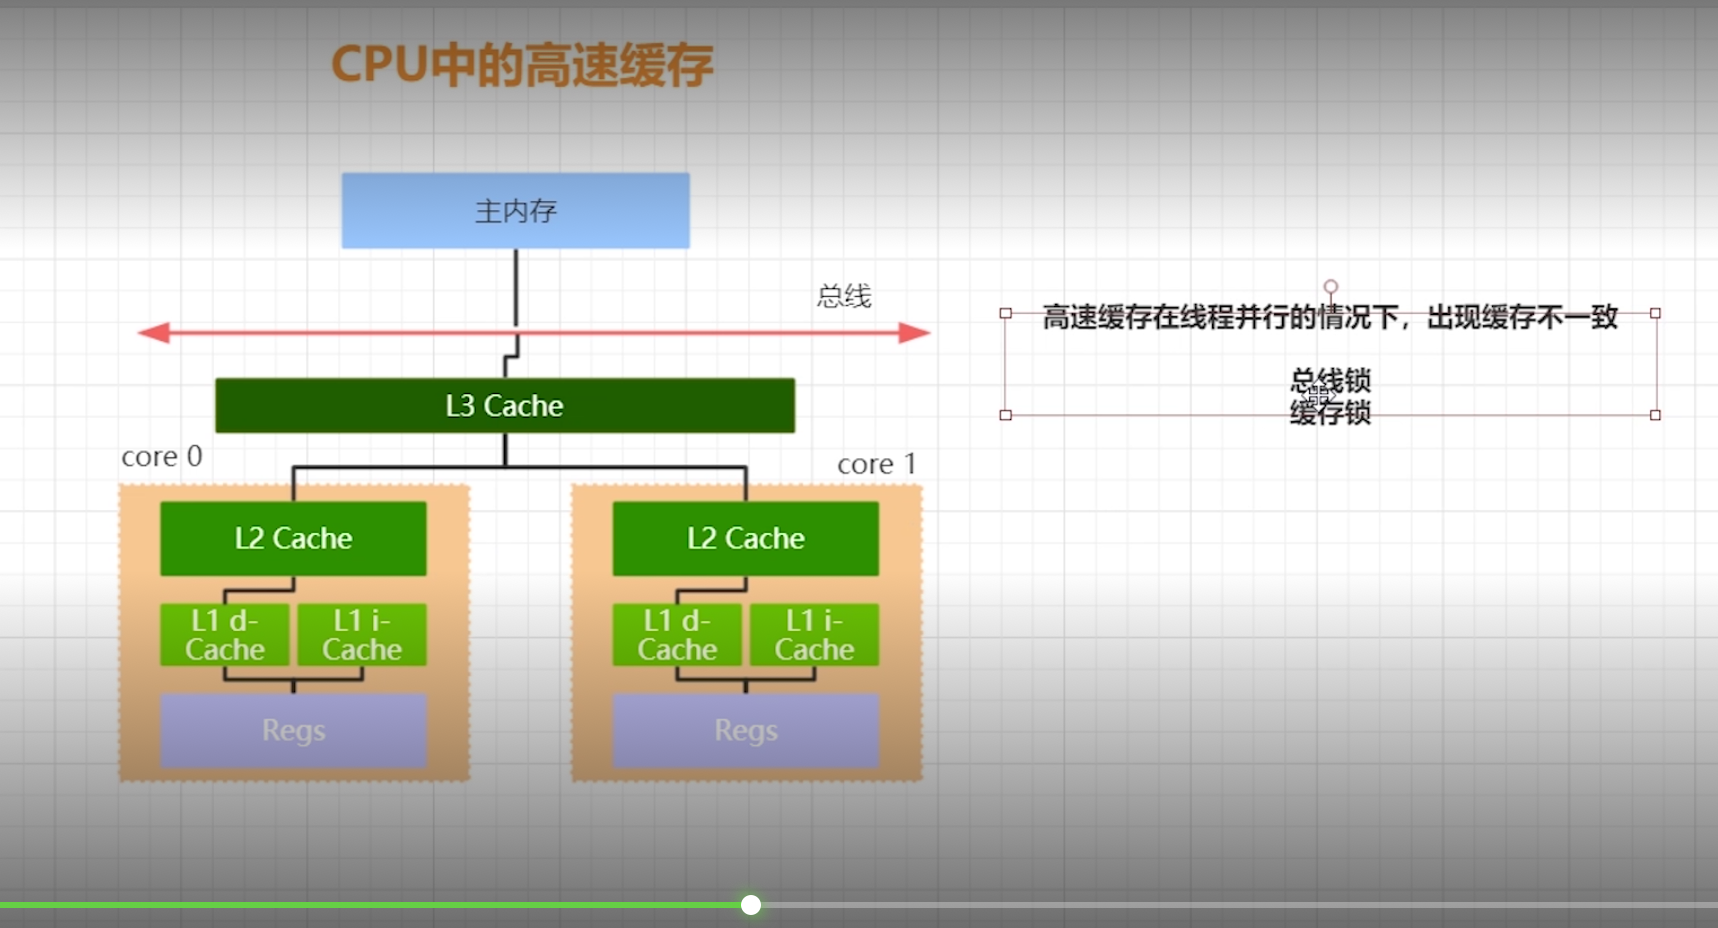 CPU中的高速缓存
主内存
总线
高速缓存在线程并行的情况下，出现缓存不一致
总线锁
缓存锁
L3 Cache
core 0
core 1
L2 Cache
L2 Cache
L1 d-
Cache
L1 i-
Cache
L1 d-
Cache
L1 i-
Cache
Regs
Regs